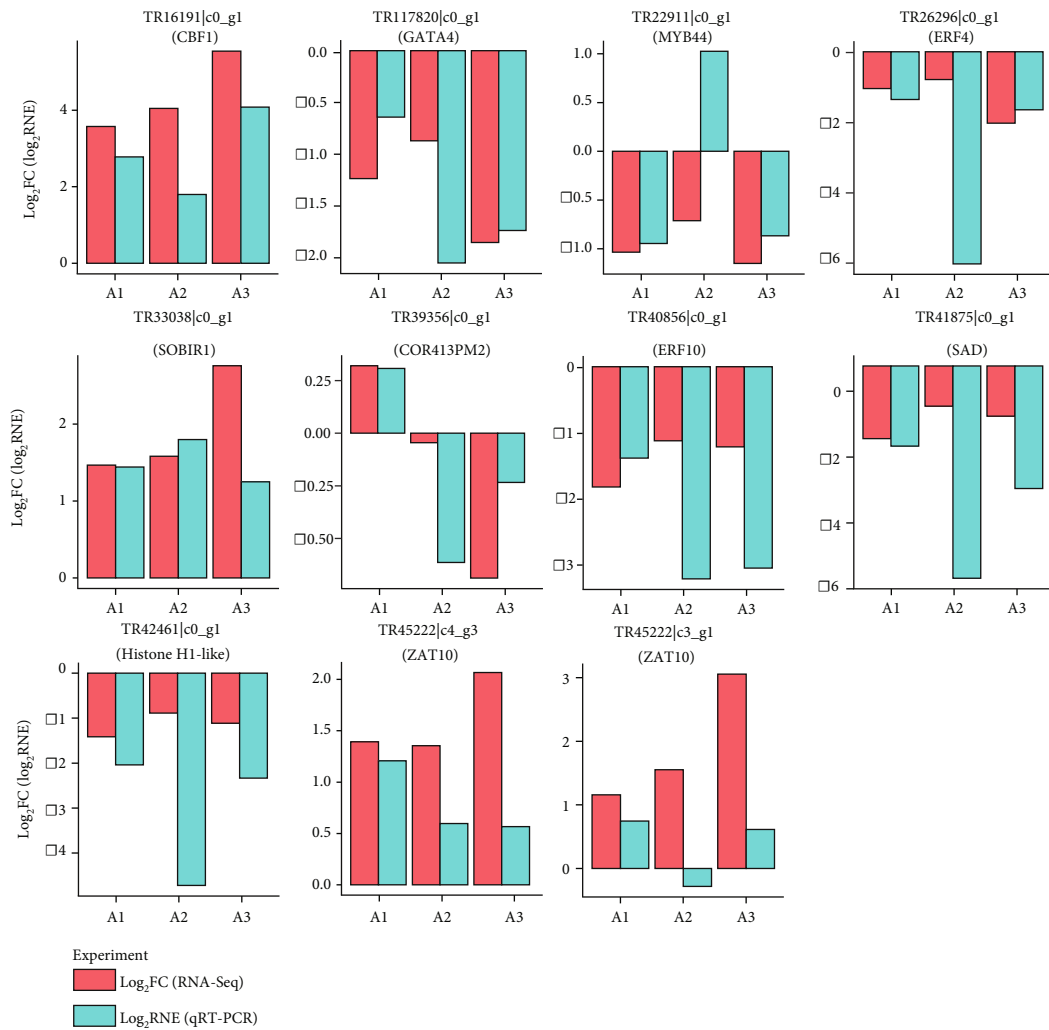 TR16191|c0_g1
(CBF1)
TR117820|c0_g1
(GATA4)
TR22911|c0_g1
(MYB44)
TR26296|c0_g1
(ERF4)
Log₂FC (log₂RNE)
4
2
0
A1 A2 A3
0.0
□0.5
□1.0
□1.5
□2.0
A1 A2 A3
1.0
0.5
0.0
□0.5
□1.0
A1 A2 A3
0
□2
□4
□6
A1 A2 A3
TR33038|c0_g1
(SOBIR1)
TR39356|c0_g1
(COR413PM2)
TR40856|c0_g1
(ERF10)
TR41875|c0_g1
(SAD)
Log₂FC (log₂RNE)
2
1
0
A1 A2 A3
0.25
0.00
□0.25
□0.50
A1 A2 A3
0
□1
□2
□3
A1 A2 A3
0
□2
□4
□6
A1 A2 A3
TR42461|c0_g1
(Histone H1-like)
TR45222|c4_g3
(ZAT10)
TR45222|c3_g1
(ZAT10)
Log₂FC (log₂RNE)
0
□1
□2
□3
□4
A1 A2 A3
2.0
1.5
1.0
0.5
0.0
A1 A2 A3
3
2
1
0
A1 A2 A3
Experiment
Log₂FC (RNA-Seq)
Log₂RNE (qRT-PCR)